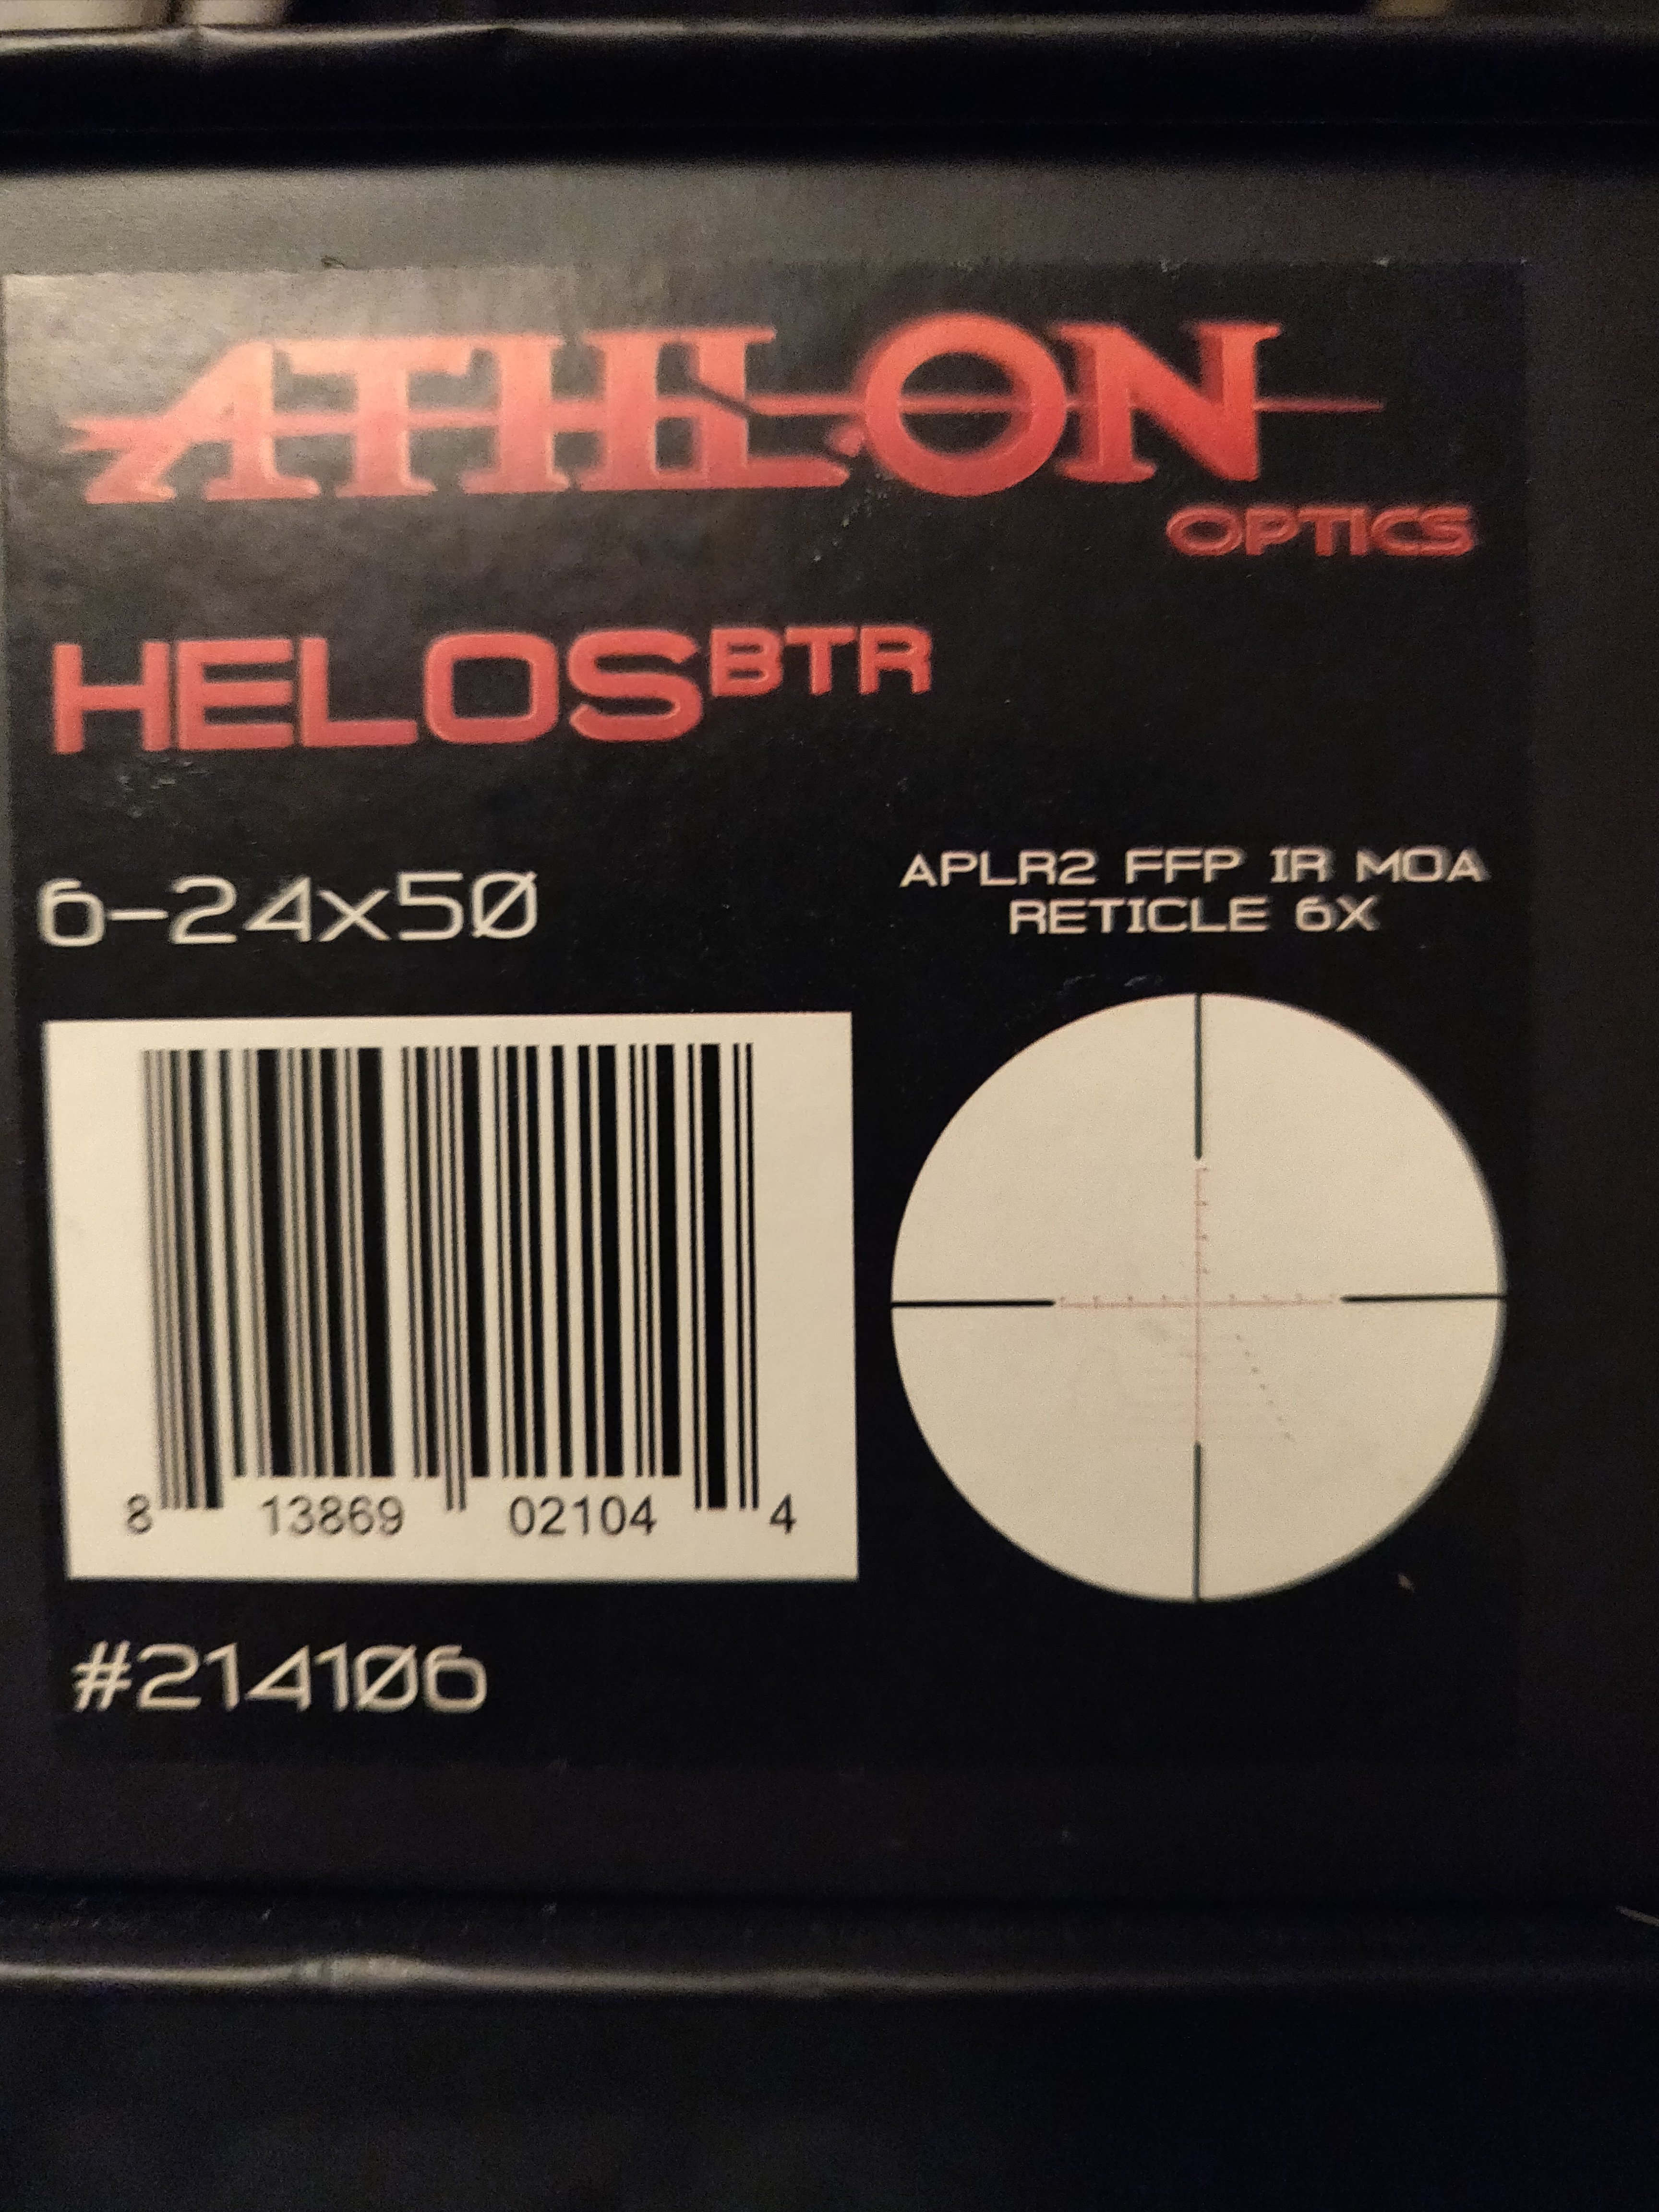 ATHLON
OPTICS
HELOS BTR
6-24x50
APLR2 FFP IR MOA
RETICLE 6X
8 13869 02104 4
#214106